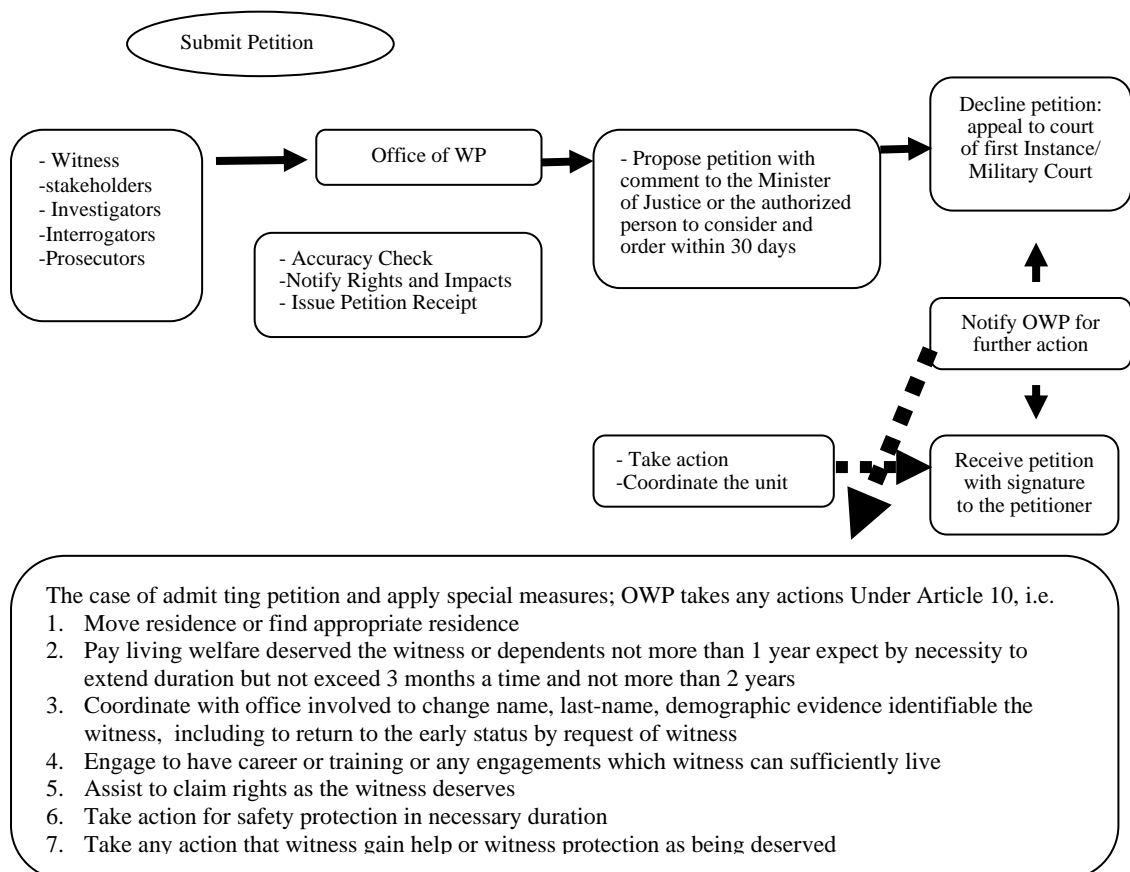 Submit Petition
- Witness
-stakeholders
- Investigators
-Interrogators
-Prosecutors
Office of WP
- Accuracy Check
-Notify Rights and Impacts
- Issue Petition Receipt
- Propose petition with
comment to the Minister
of Justice or the authorized
person to consider and
order within 30 days
Decline petition:
appeal to court
of first Instance/
Military Court
Notify OWP for
further action
- Take action
-Coordinate the unit
Receive petition
with signature
to the petitioner
The case of admit ting petition and apply special measures; OWP takes any actions Under Article 10, i.e.
1. Move residence or find appropriate residence
2. Pay living welfare deserved the witness or dependents not more than 1 year expect by necessity to
extend duration but not exceed 3 months a time and not more than 2 years
3. Coordinate with office involved to change name, last-name, demographic evidence identifiable the
witness, including to return to the early status by request of witness
4. Engage to have career or training or any engagements which witness can sufficiently live
5. Assist to claim rights as the witness deserves
6. Take action for safety protection in necessary duration
7. Take any action that witness gain help or witness protection as being deserved